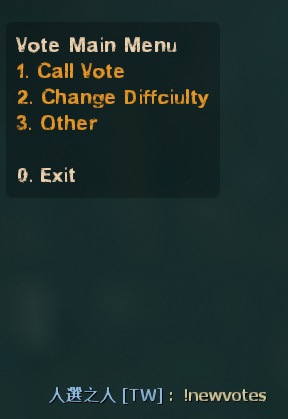 Vote Main Menu
1. Call Vote
2. Change Diffciulty
3. Other
0. Exit
人選之人 [TW] : !newvotes